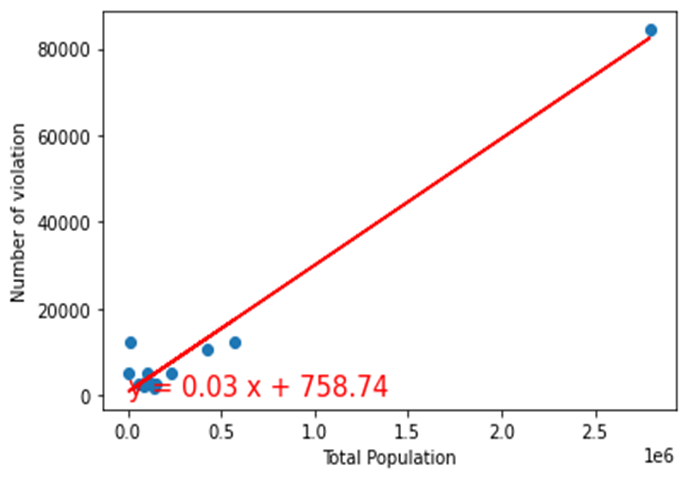 80000
60000
40000
20000
0
Number of violation
y = 0.03 x + 758.74
0.0 0.5 1.0 1.5 2.0 2.5
1e6
Total Population